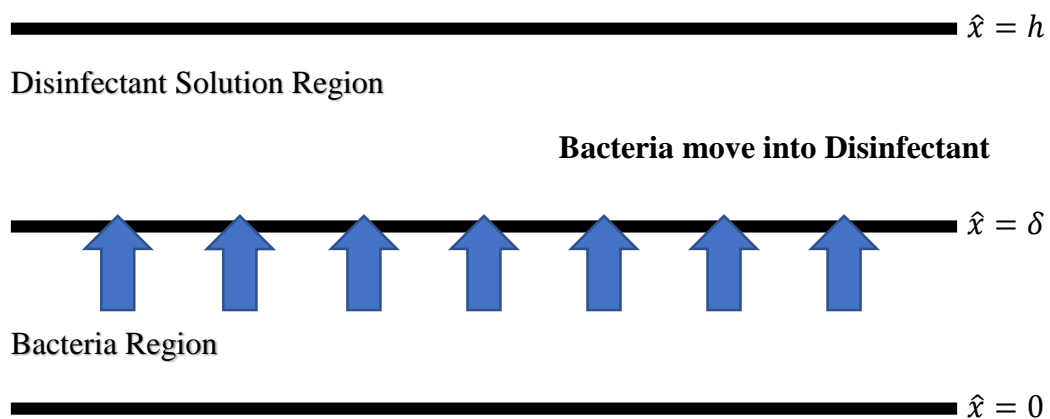 x̂ = h
Disinfectant Solution Region
Bacteria move into Disinfectant
x̂ = δ
Bacteria Region
x̂ = 0